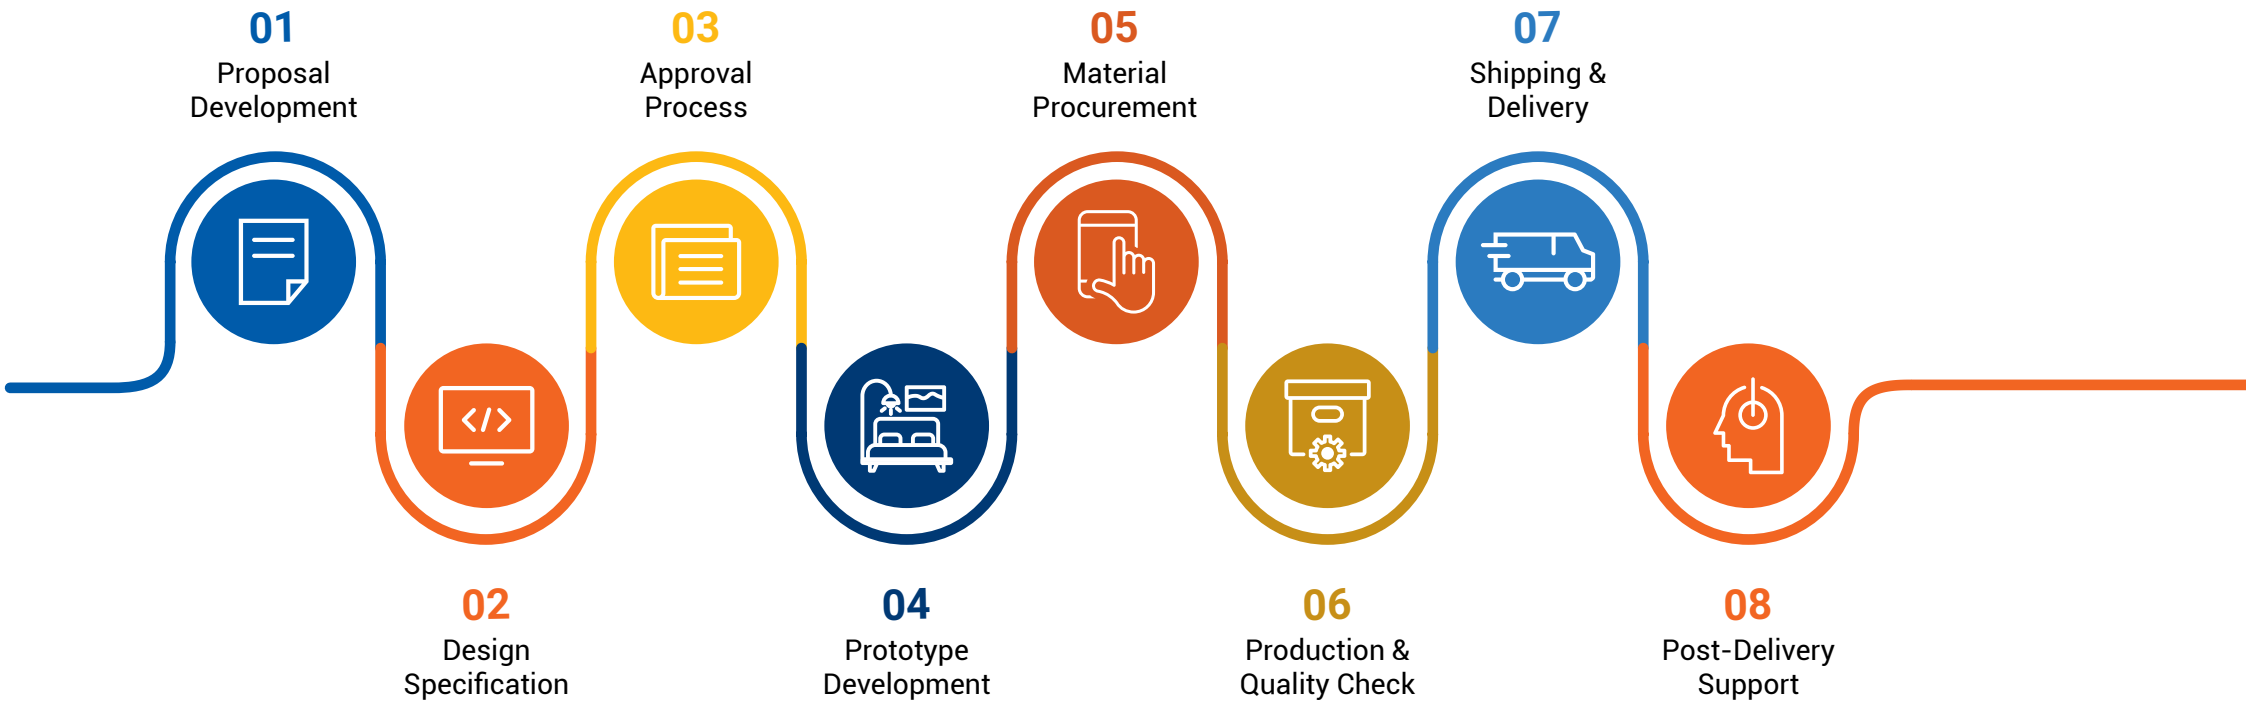 01
Proposal
Development
02
Design
Specification
03
Approval
Process
04
Prototype
Development
05
Material
Procurement
06
Production &
Quality Check
07
Shipping &
Delivery
08
Post-Delivery
Support